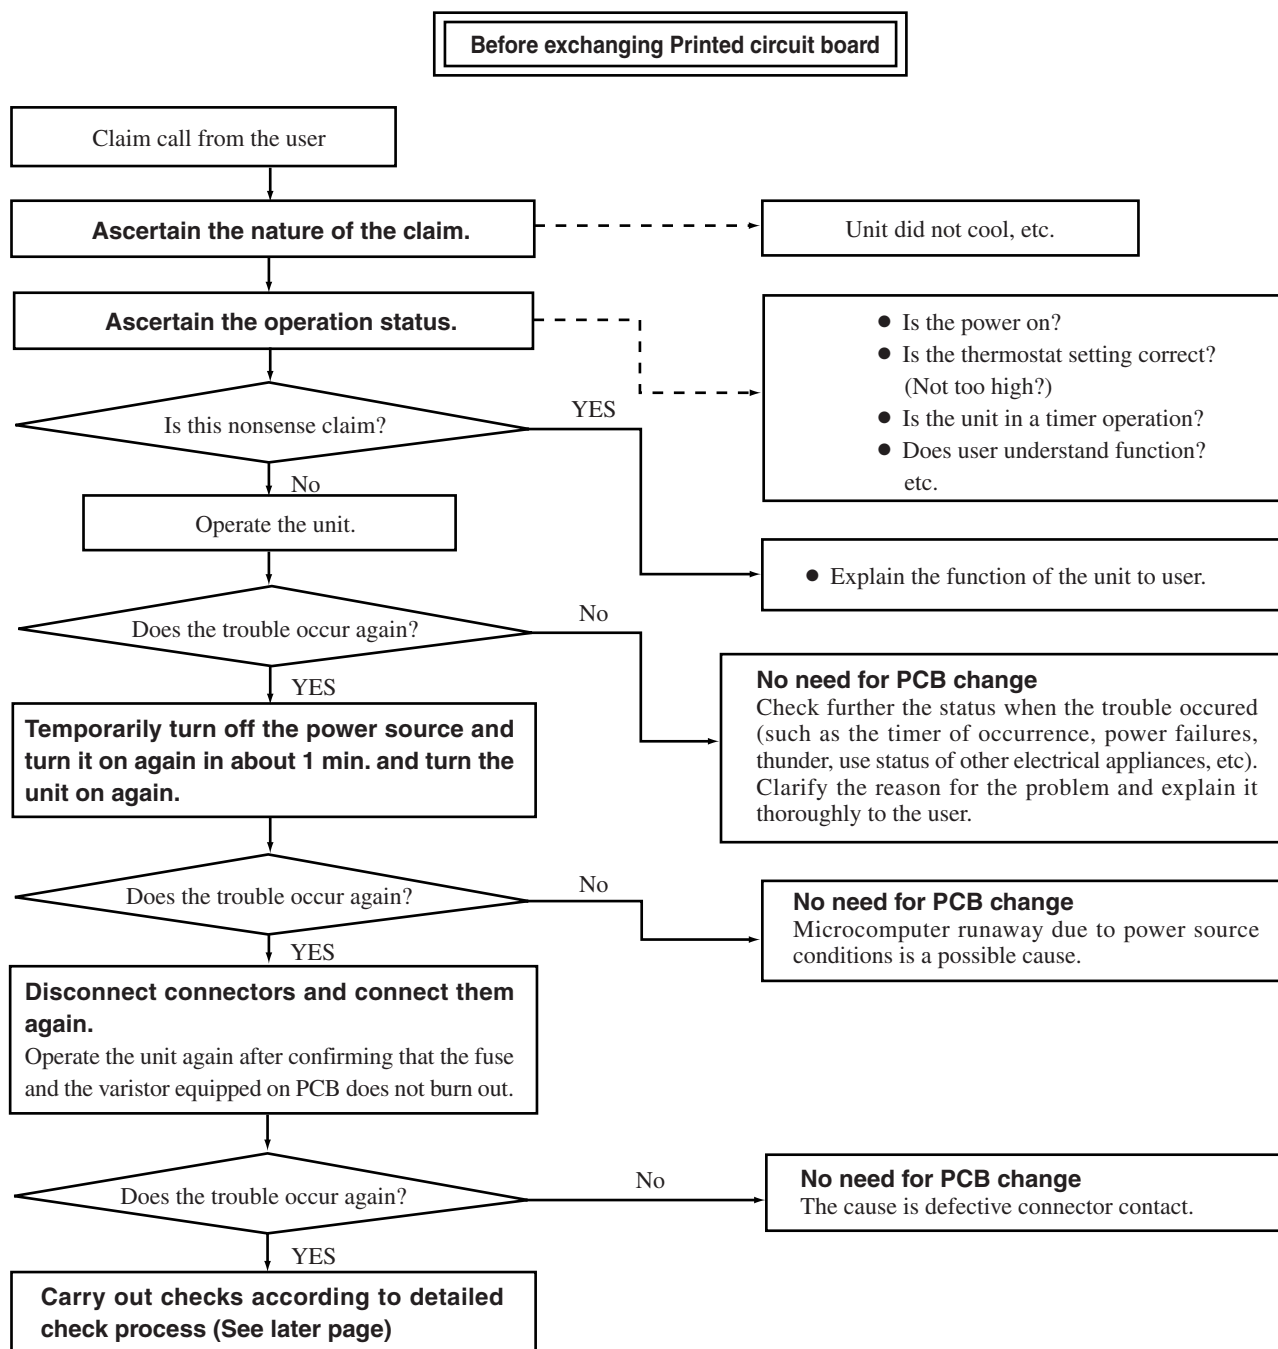 Before exchanging Printed circuit board
Claim call from the user
Ascertain the nature of the claim.
Unit did not cool, etc.
Ascertain the operation status.
● Is the power on?
● Is the thermostat setting correct?
(Not too high?)
● Is the unit in a timer operation?
● Does user understand function?
etc.
Is this nonsense claim?
YES
No
Operate the unit.
● Explain the function of the unit to user.
Does the trouble occur again?
No
YES
No need for PCB change
Check further the status when the trouble occured
(such as the timer of occurrence, power failures,
thunder, use status of other electrical appliances, etc).
Clarify the reason for the problem and explain it
thoroughly to the user.
Temporarily turn off the power source and
turn it on again in about 1 min. and turn the
unit on again.
Does the trouble occur again?
No
YES
No need for PCB change
Microcomputer runaway due to power source
conditions is a possible cause.
Disconnect connectors and connect them
again.
Operate the unit again after confirming that the fuse
and the varistor equipped on PCB does not burn out.
Does the trouble occur again?
No
YES
No need for PCB change
The cause is defective connector contact.
Carry out checks according to detailed
check process (See later page)